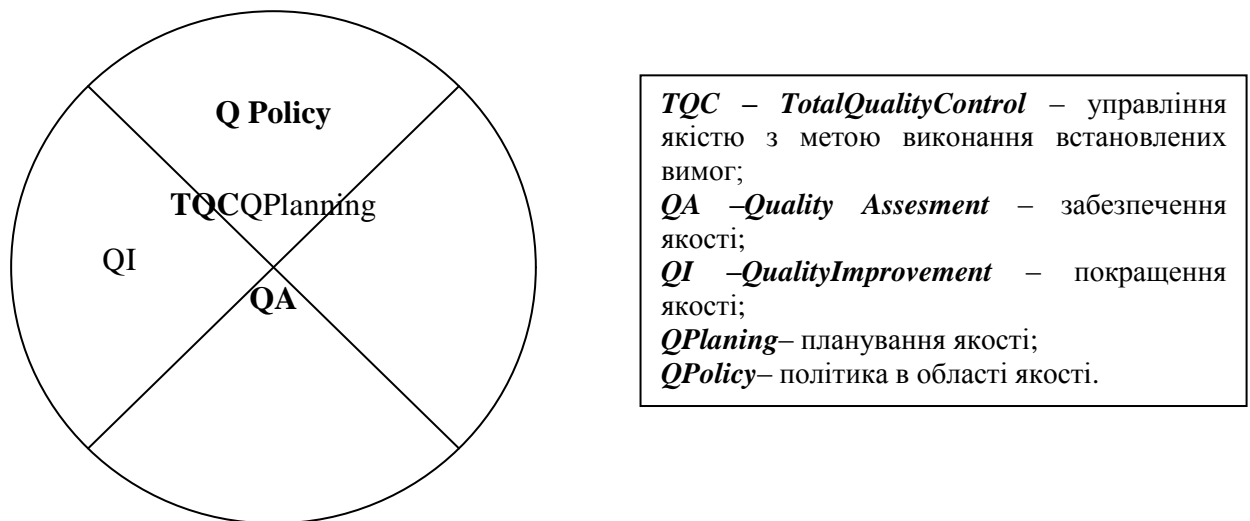 Q Policy
TQCQPlanning
QI
QA
TQC – TotalQualityControl – управління
якістю з метою виконання встановлених
вимог;
QA –Quality Assesment – забезпечення
якості;
QI –QualityImprovement – покращення
якості;
QPlaning– планування якості;
QPolicy– політика в області якості.